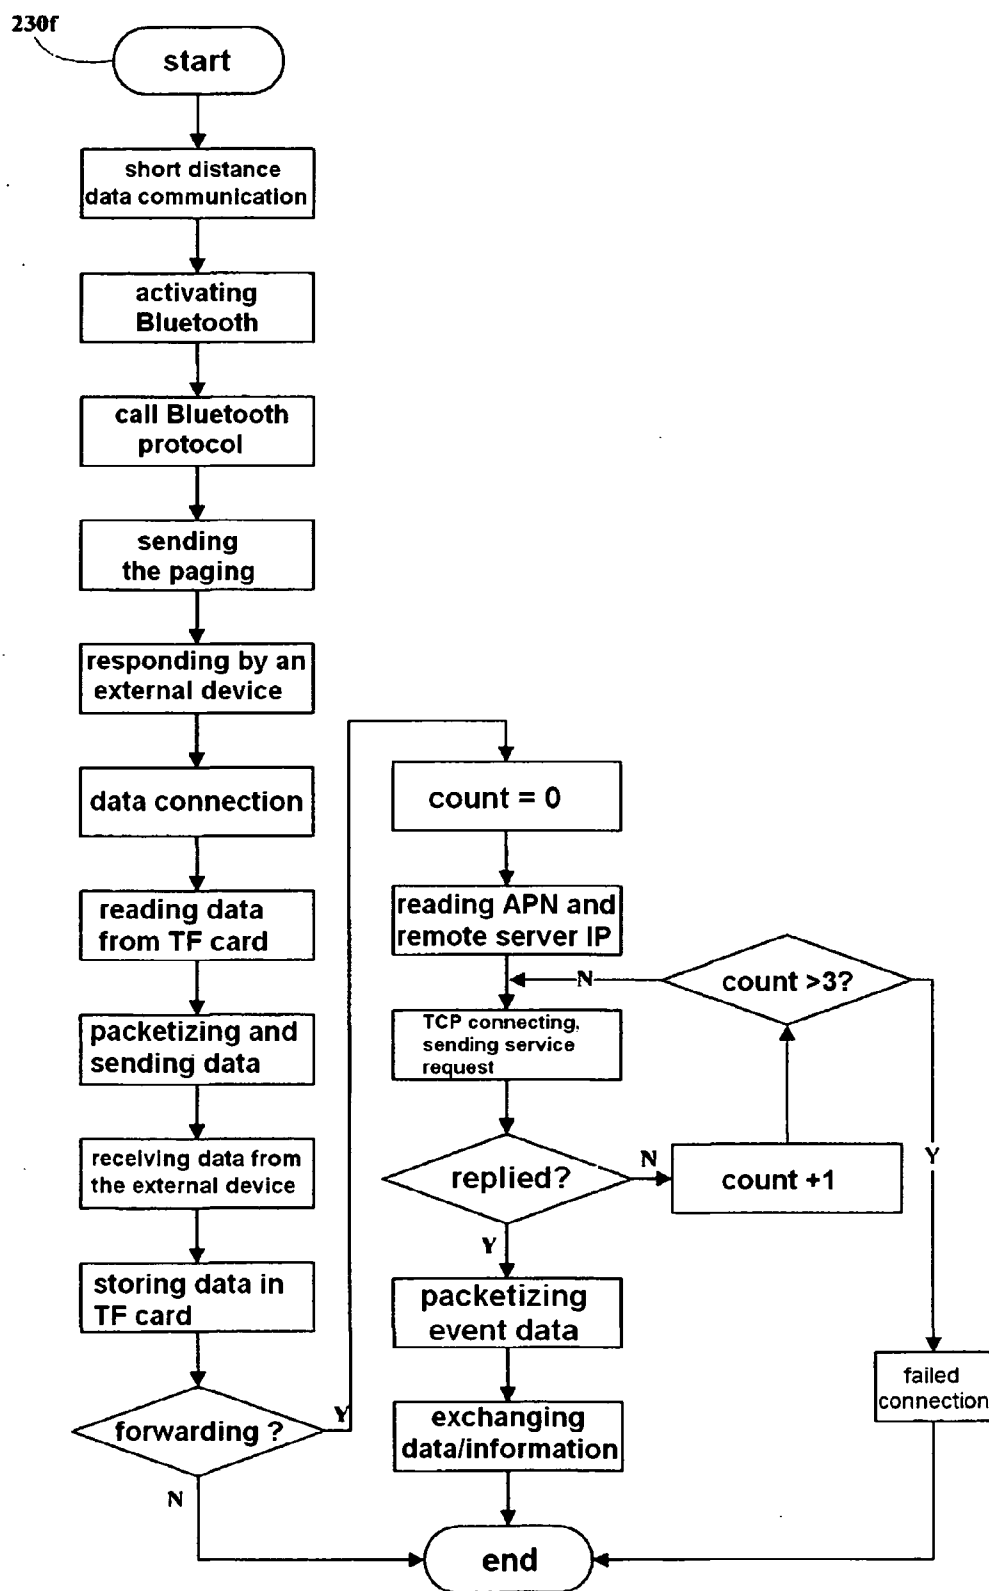 230f
start
short distance
data communication
activating
Bluetooth
call Bluetooth
protocol
sending
the paging
responding by an
external device
data connection
reading data
from TF card
packetizing and
sending data
receiving data from
the external device
storing data in
TF card
forwarding ?
Y
N
count = 0
reading APN and
remote server IP
N
count >3?
TCP connecting,
sending service
request
replied?
N
count +1
Y
Y
packetizing
event data
exchanging
data/information
failed
connection
end